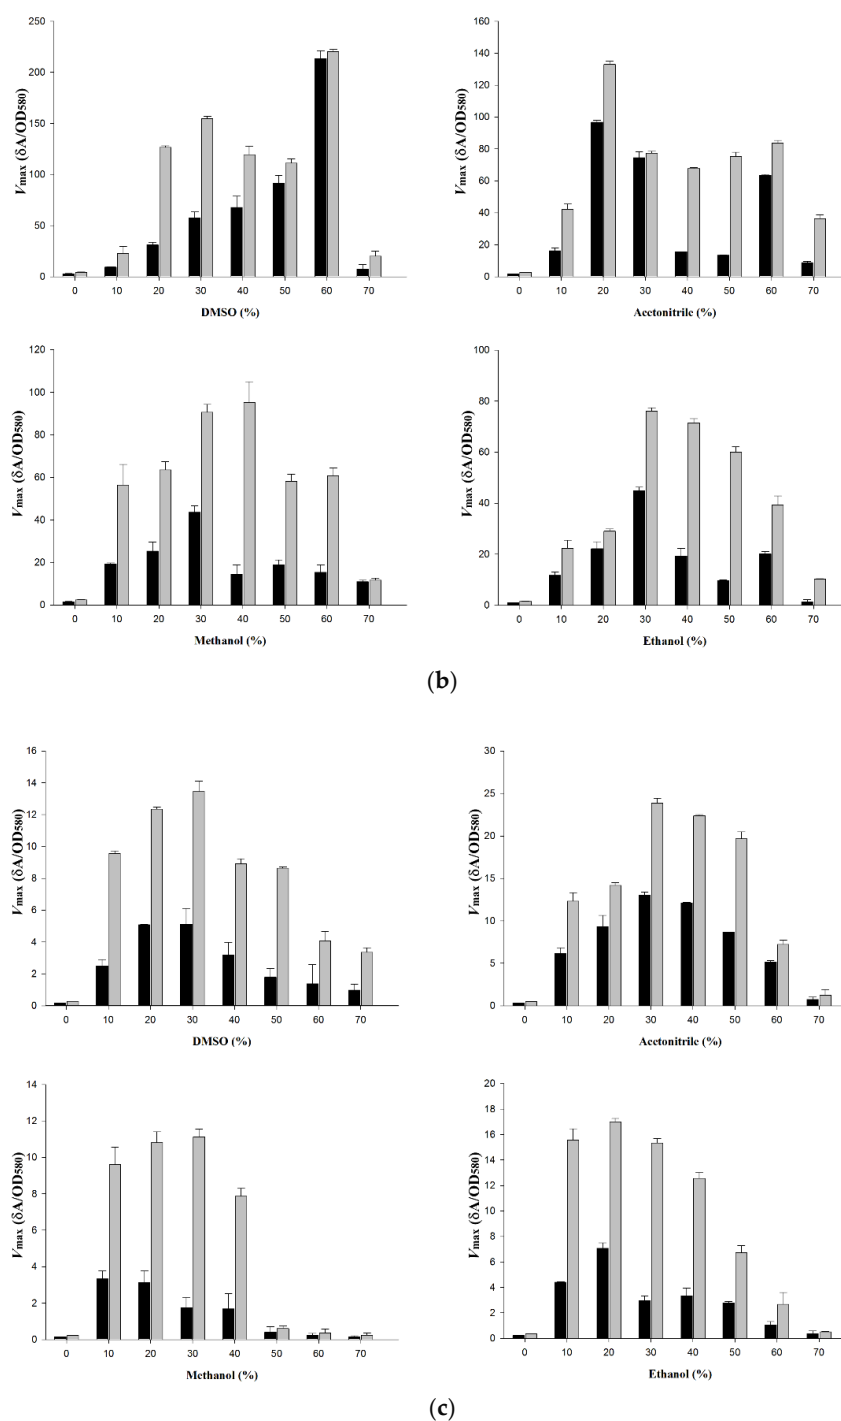 250
200
150
100
50
0
Vmax (δA/OD580)
0 10 20 30 40 50 60 70
DMSO (%)
160
140
120
100
80
60
40
20
0
Vmax (δA/OD580)
0 10 20 30 40 50 60 70
Acetonitrile (%)
120
100
80
60
40
20
0
Vmax (δA/OD580)
0 10 20 30 40 50 60 70
Methanol (%)
100
80
60
40
20
0
Vmax (δA/OD580)
0 10 20 30 40 50 60 70
Ethanol (%)
(b)
16
14
12
10
8
6
4
2
0
Vmax (δA/OD580)
0 10 20 30 40 50 60 70
DMSO (%)
30
25
20
15
10
5
0
Vmax (δA/OD580)
0 10 20 30 40 50 60 70
Acetonitrile (%)
14
12
10
8
6
4
2
0
Vmax (δA/OD580)
0 10 20 30 40 50 60 70
Methanol (%)
20
18
16
14
12
10
8
6
4
2
0
Vmax (δA/OD580)
0 10 20 30 40 50 60 70
Ethanol (%)
(c)